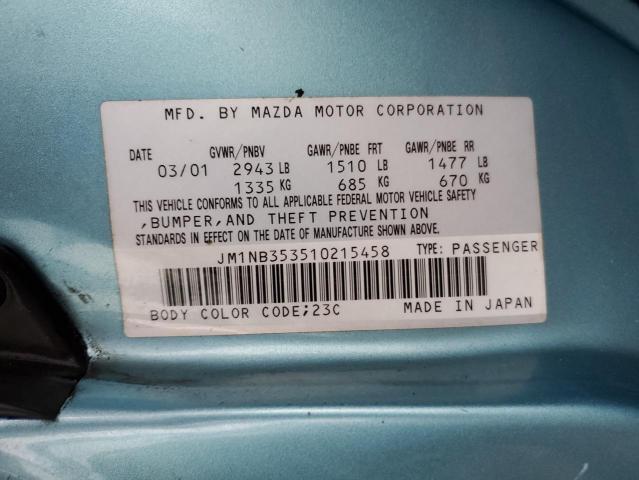 MFD. BY MAZDA MOTOR CORPORATION
DATE GVWR/PNBV GAWR/PNBE FRT GAWR/PNBE RR
03/01 2943 LB 1510 LB 1477 LB
1335 KG 685 KG 670 KG
THIS VEHICLE CONFORMS TO ALL APPLICABLE FEDERAL MOTOR VEHICLE SAFETY
,BUMPER,AND THEFT PREVENTION
STANDARDS IN EFFECT ON THE DATE OF MANUFACTURE SHOWN ABOVE.
JM1NB353510215458 TYPE: PASSENGER
BODY COLOR CODE;23C MADE IN JAPAN